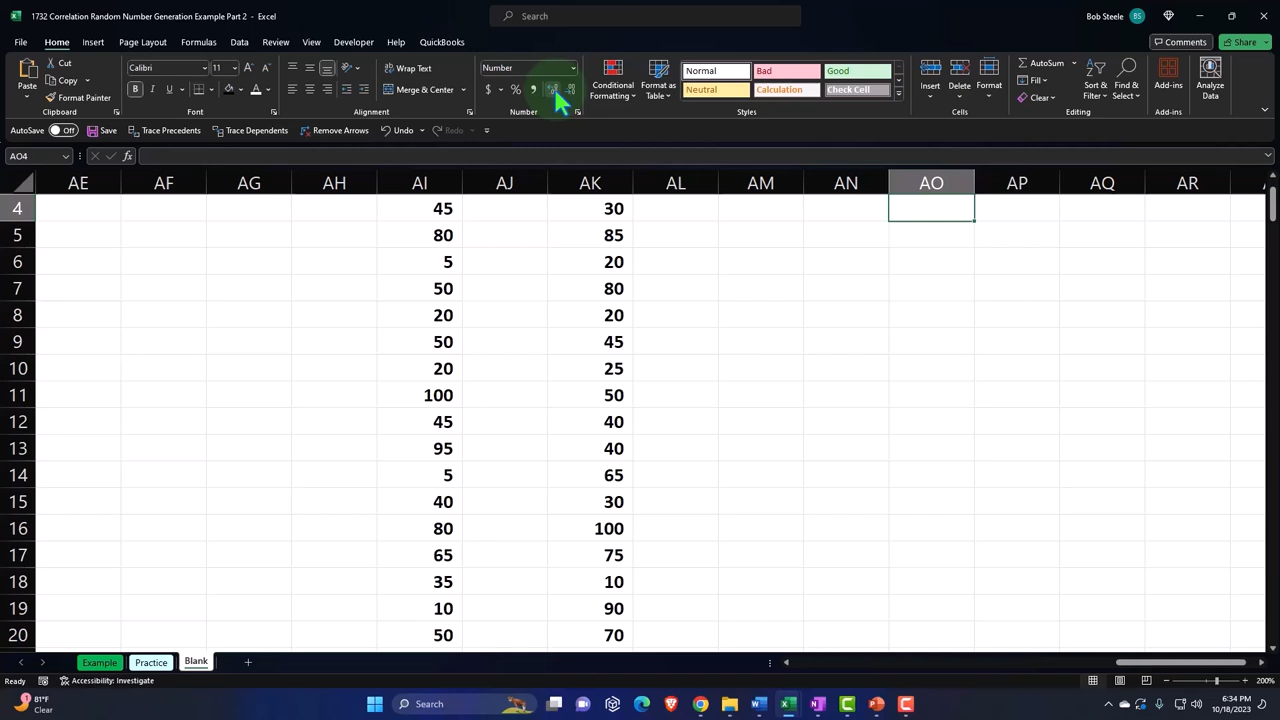 1732 Correlation Random Number Generation Example Part 2 - Excel
Search
Bob Steele BS
File Home Insert Page Layout Formulas Data Review View Developer Help QuickBooks
Comments Share
Paste
Cut
Copy
Format Painter
Clipboard
Calibri 11
B I U
Font
Wrap Text
Merge & Center
Alignment
Number
$ % 
Number
Conditional Formatting
Format as Table
Normal Bad Good
Neutral Calculation Check Cell
Styles
Insert Delete Format
Cells
AutoSum
Fill
Clear
Sort & Filter
Find & Select
Editing
Add-ins
Add-ins
Analyze Data
AutoSave Off Save Trace Precedents Trace Dependents Remove Arrows Undo Redo
AO4 fx
AE AF AG AH AI AJ AK AL AM AN AO AP AQ AR
4 45 30
5 80 85
6 5 20
7 50 80
8 20 20
9 50 45
10 20 25
11 100 50
12 45 40
13 95 40
14 5 65
15 40 30
16 80 100
17 65 75
18 35 10
19 10 90
20 50 70
Example Practice Blank
Ready Accessibility: Investigate 200%
81°F
Clear
Search
6:34 PM
10/18/2023